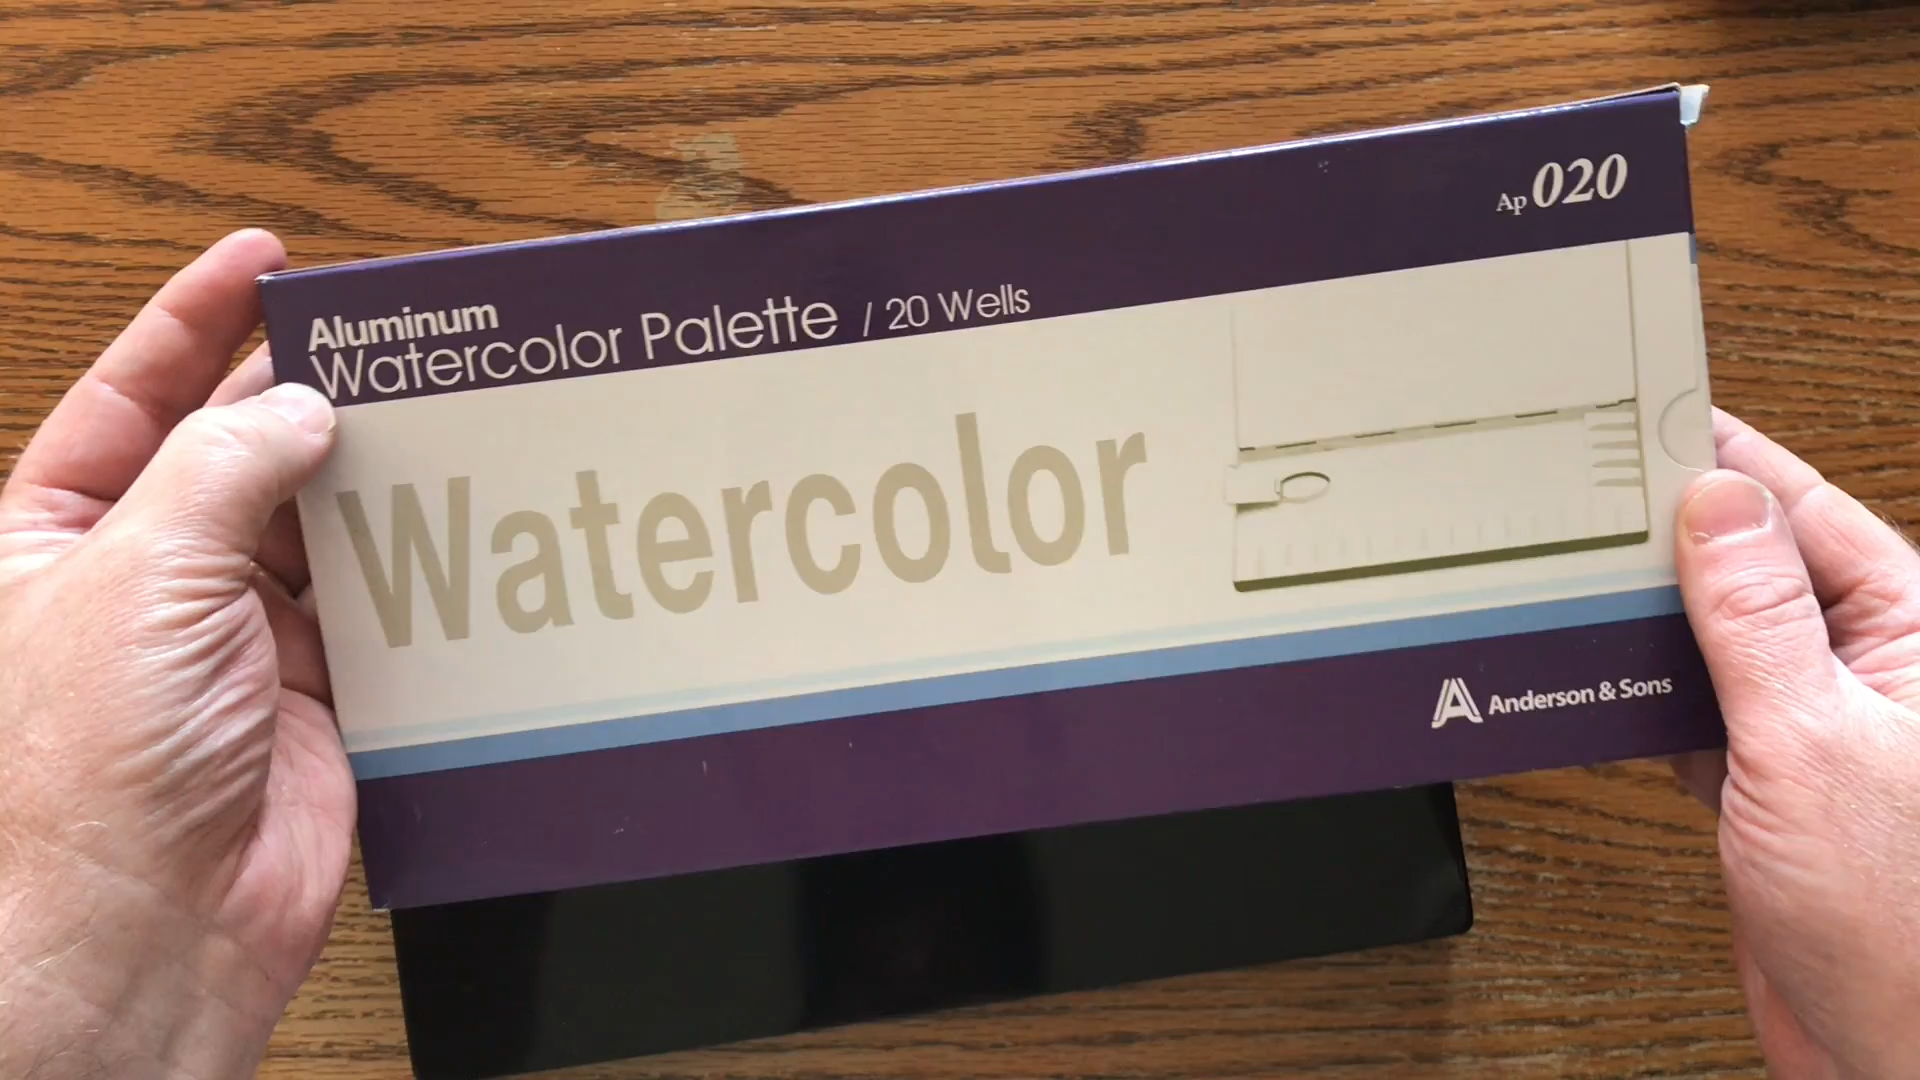 Ap 020
Aluminum
Watercolor Palette / 20 Wells
Watercolor
Anderson & Sons